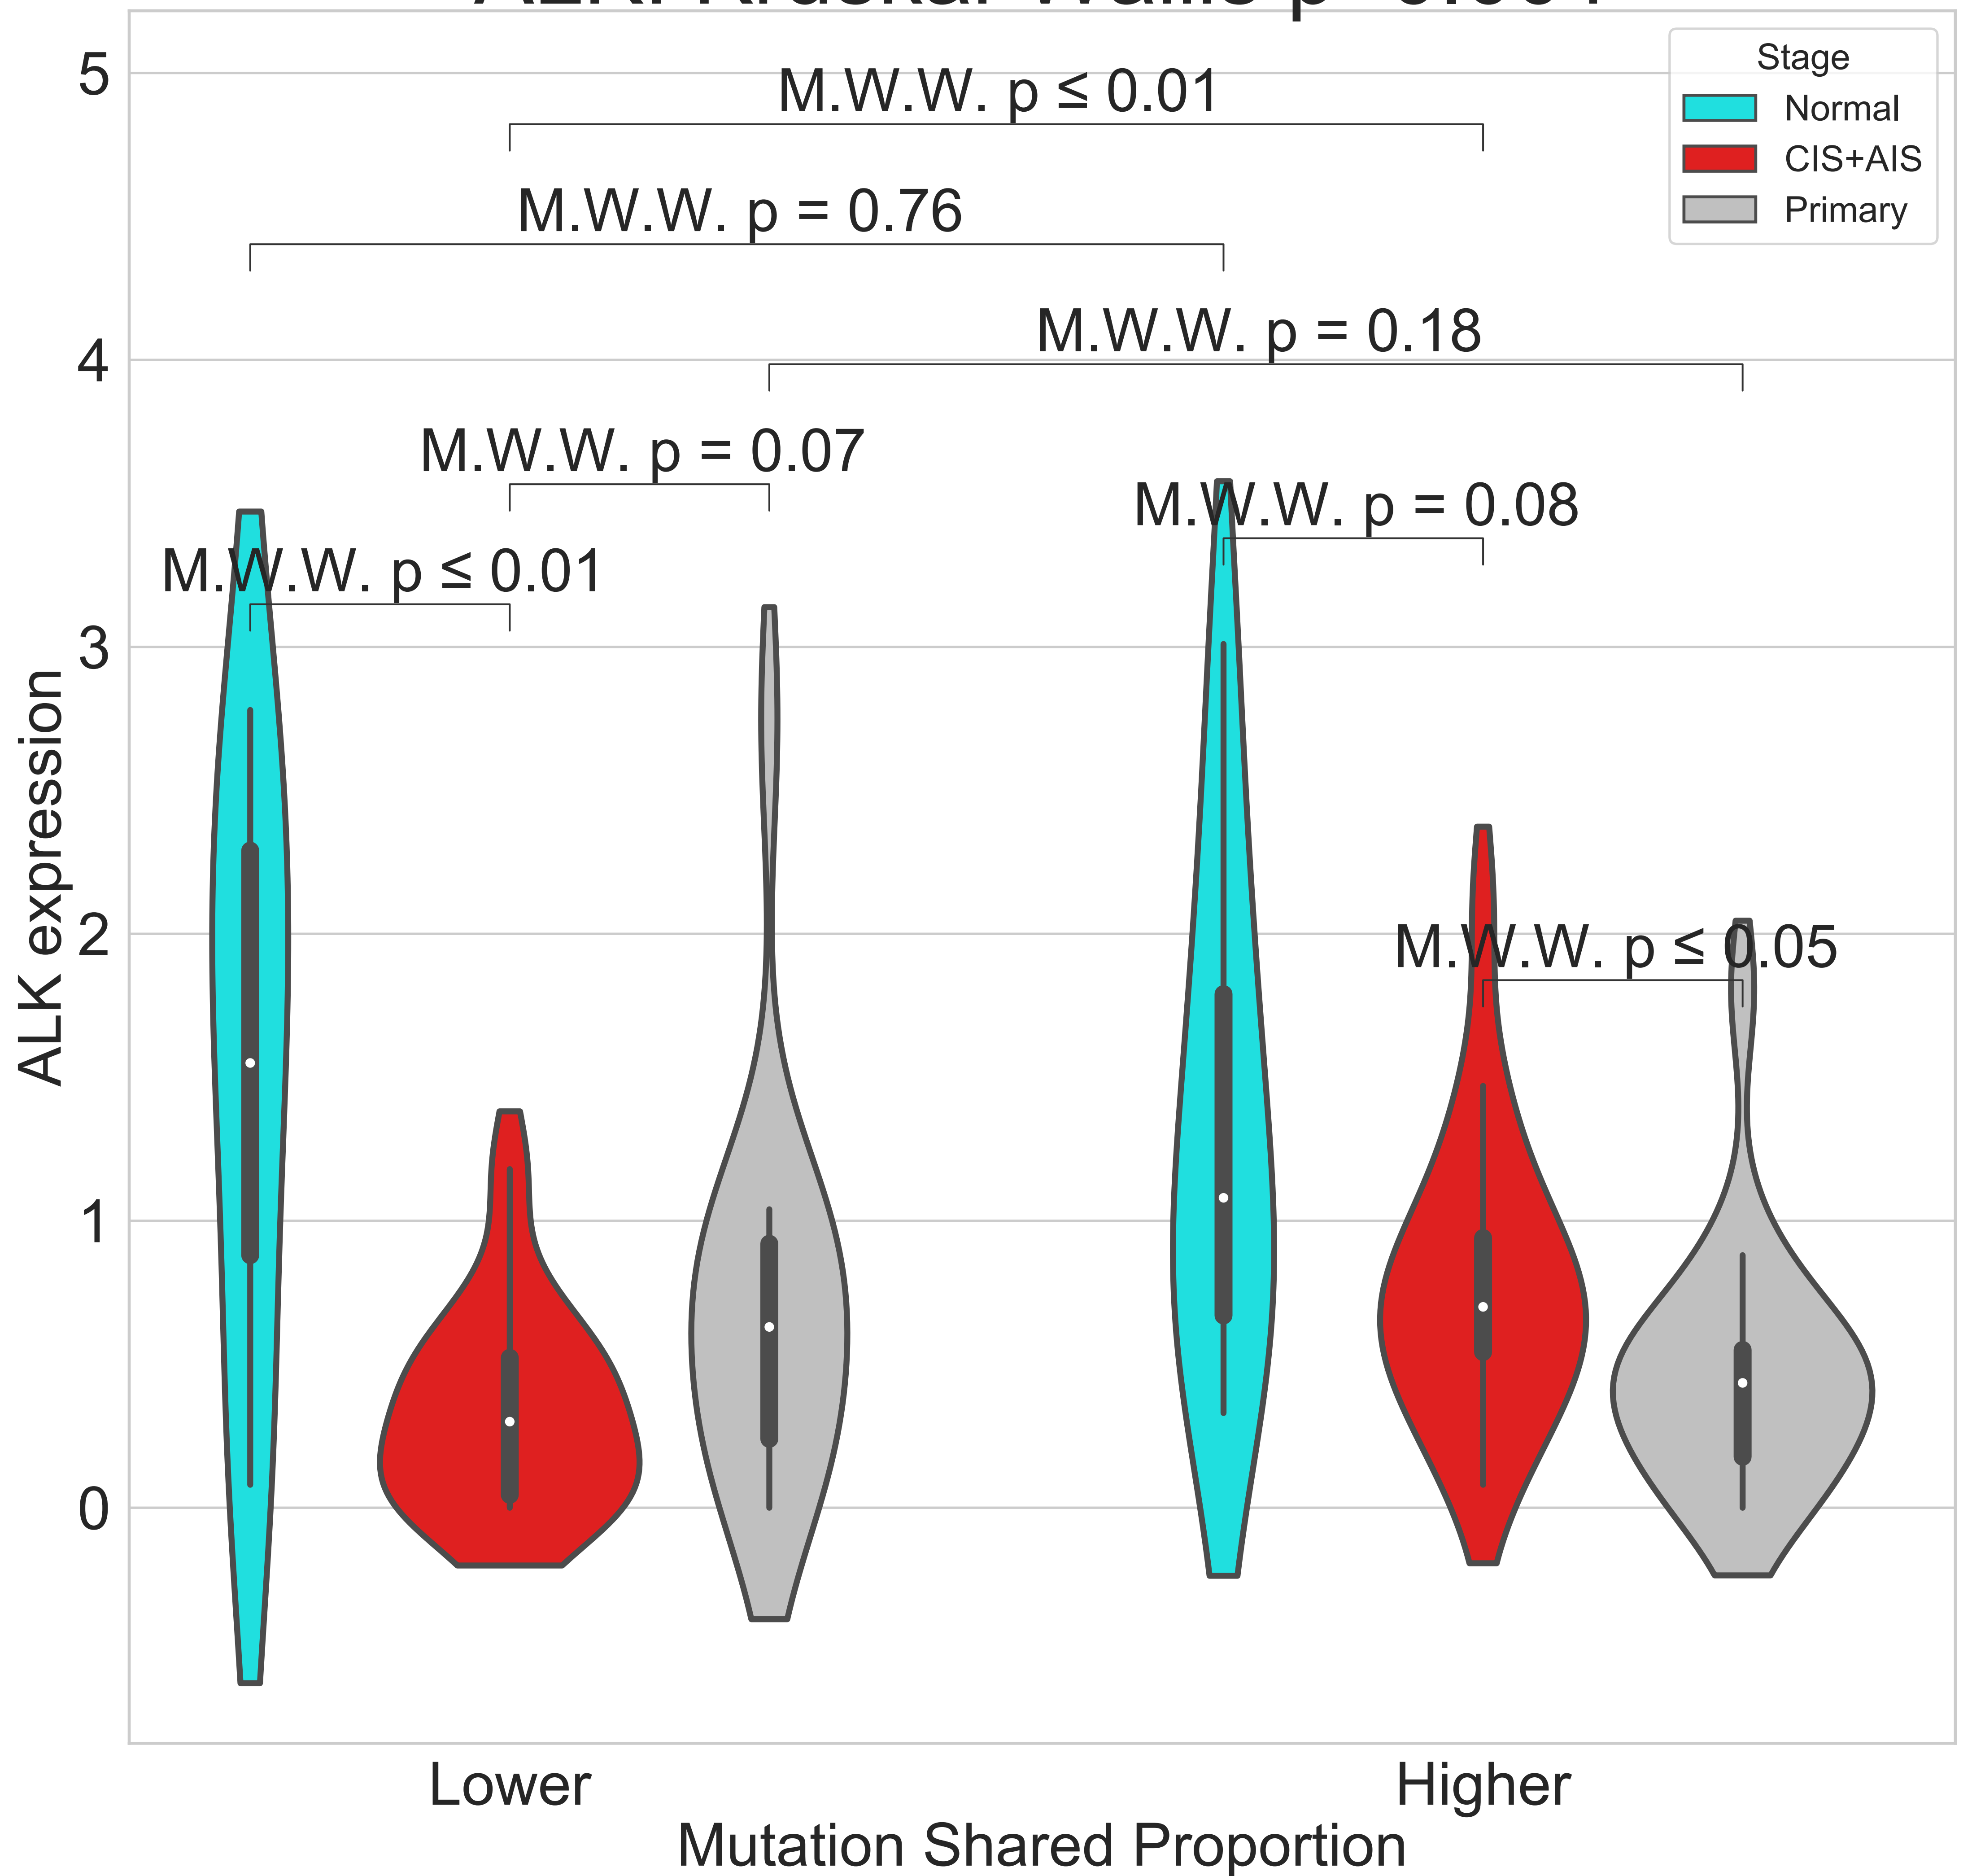 Stage
Normal
CIS+AIS
Primary
M.W.W. p ≤ 0.01
M.W.W. p = 0.76
M.W.W. p = 0.18
M.W.W. p = 0.07
M.W.W. p = 0.08
M.W.W. p ≤ 0.01
M.W.W. p ≤ 0.05
5
4
3
2
1
0
ALK expression
Lower
Higher
Mutation Shared Proportion